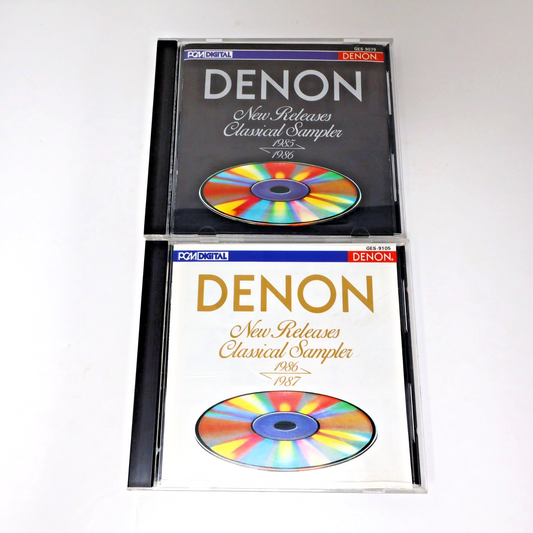 PCM DIGITAL
GES-9079
DENON
DENON
New Releases
Classical Sampler
1985
1986
PCM DIGITAL
GES-9105
DENON
DENON
New Releases
Classical Sampler
1986
1987